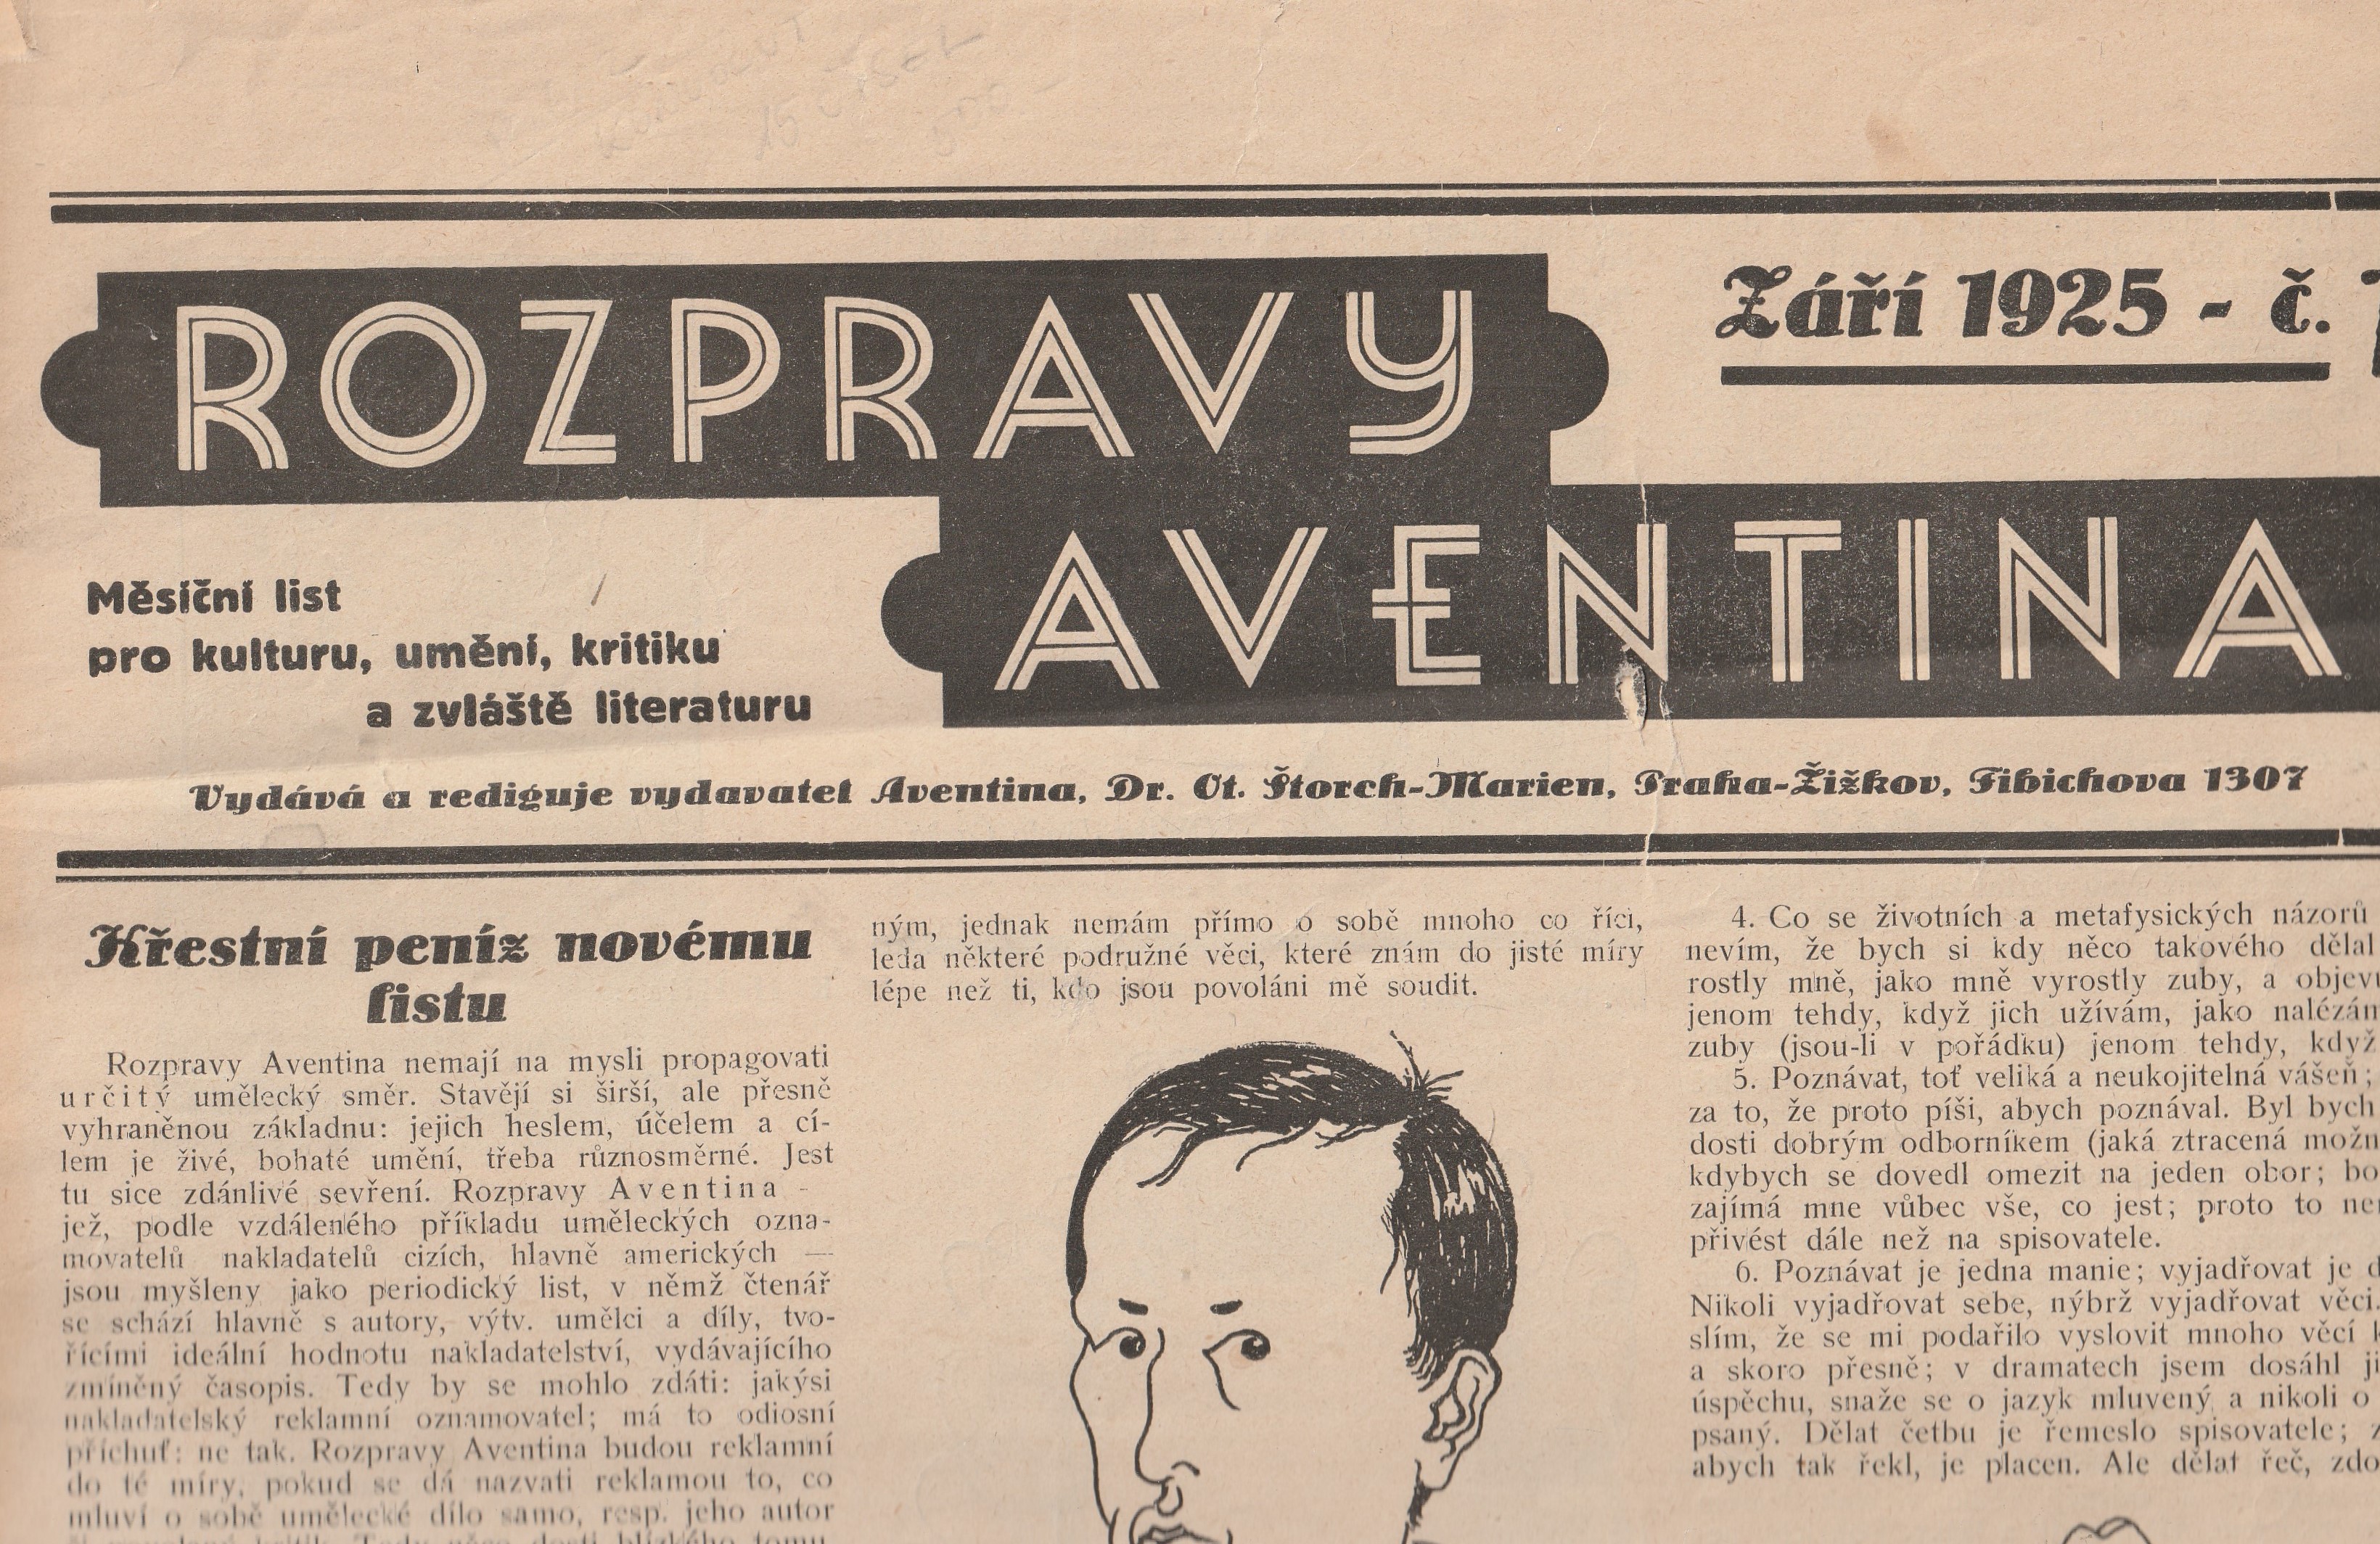 ROZPRAVY
AVENTINA
Září 1925 - č.
Měsíční list
pro kulturu, umění, kritiku
a zvláště literaturu
Vydává a rediguje vydavatel Aventina, Dr. Ot. Štorch-Marien, Praha-Žižkov, Fibichova 1307
Křestní peníz novému
listu
Rozpravy Aventina nemají na mysli propagovati
určitý umělecký směr. Stavějí si širší, ale přesně
vyhraněnou základnu: jejich heslem, účelem a cí-
lem je živé, bohaté umění, třeba různosměrné. Jest
tu sice zdánlivé sevření. Rozpravy Aventina -
jež, podle vzdáleného příkladu uměleckých ozna-
movatelů nakladatelů cizích, hlavně amerických —
jsou myšleny jako periodický list, v němž čtenář
se schází hlavně s autory, výtv. umělci a díly, tvo-
řícími ideální hodnotu nakladatelství, vydávajícího
zmíněný časopis. Tedy by se mohlo zdáti: jakýsi
nakladatelský reklamní oznamovatel; má to odiosní
příchuť: ne tak. Rozpravy Aventina budou reklamní
do té míry, pokud se dá nazvati reklamou to, co
mluví o sobě umělecké dílo samo, resp. jeho autor
ným, jednak nemám přímo o sobě mnoho co říci,
leda některé podružné věci, které znám do jisté míry
lépe než ti, kdo jsou povoláni mě soudit.
4. Co se životních a metafysických názorů
nevím, že bych si kdy něco takového dělal
rostly mně, jako mně vyrostly zuby, a objevu
jenom tehdy, když jich užívám, jako nalézám
zuby (jsou-li v pořádku) jenom tehdy, když
5. Poznávat, toť veliká a neukojitelná vášeň;
za to, že proto píši, abych poznával. Byl bych
dosti dobrým odborníkem (jaká ztracená možn
kdybych se dovedl omezit na jeden obor; bo
zajímá mne vůbec vše, co jest; proto to ne
přivést dále než na spisovatele.
6. Poznávat je jedna manie; vyjadřovat je d
Nikoli vyjadřovat sebe, nýbrž vyjadřovat věci.
slím, že se mi podařilo vyslovit mnoho věcí k
a skoro přesně; v dramatech jsem dosáhl ji
úspěchu, snaže se o jazyk mluvený a nikoli o
psaný. Dělat četbu je řemeslo spisovatele; z
abych tak řekl, je placen. Ale dělat řeč, zdo